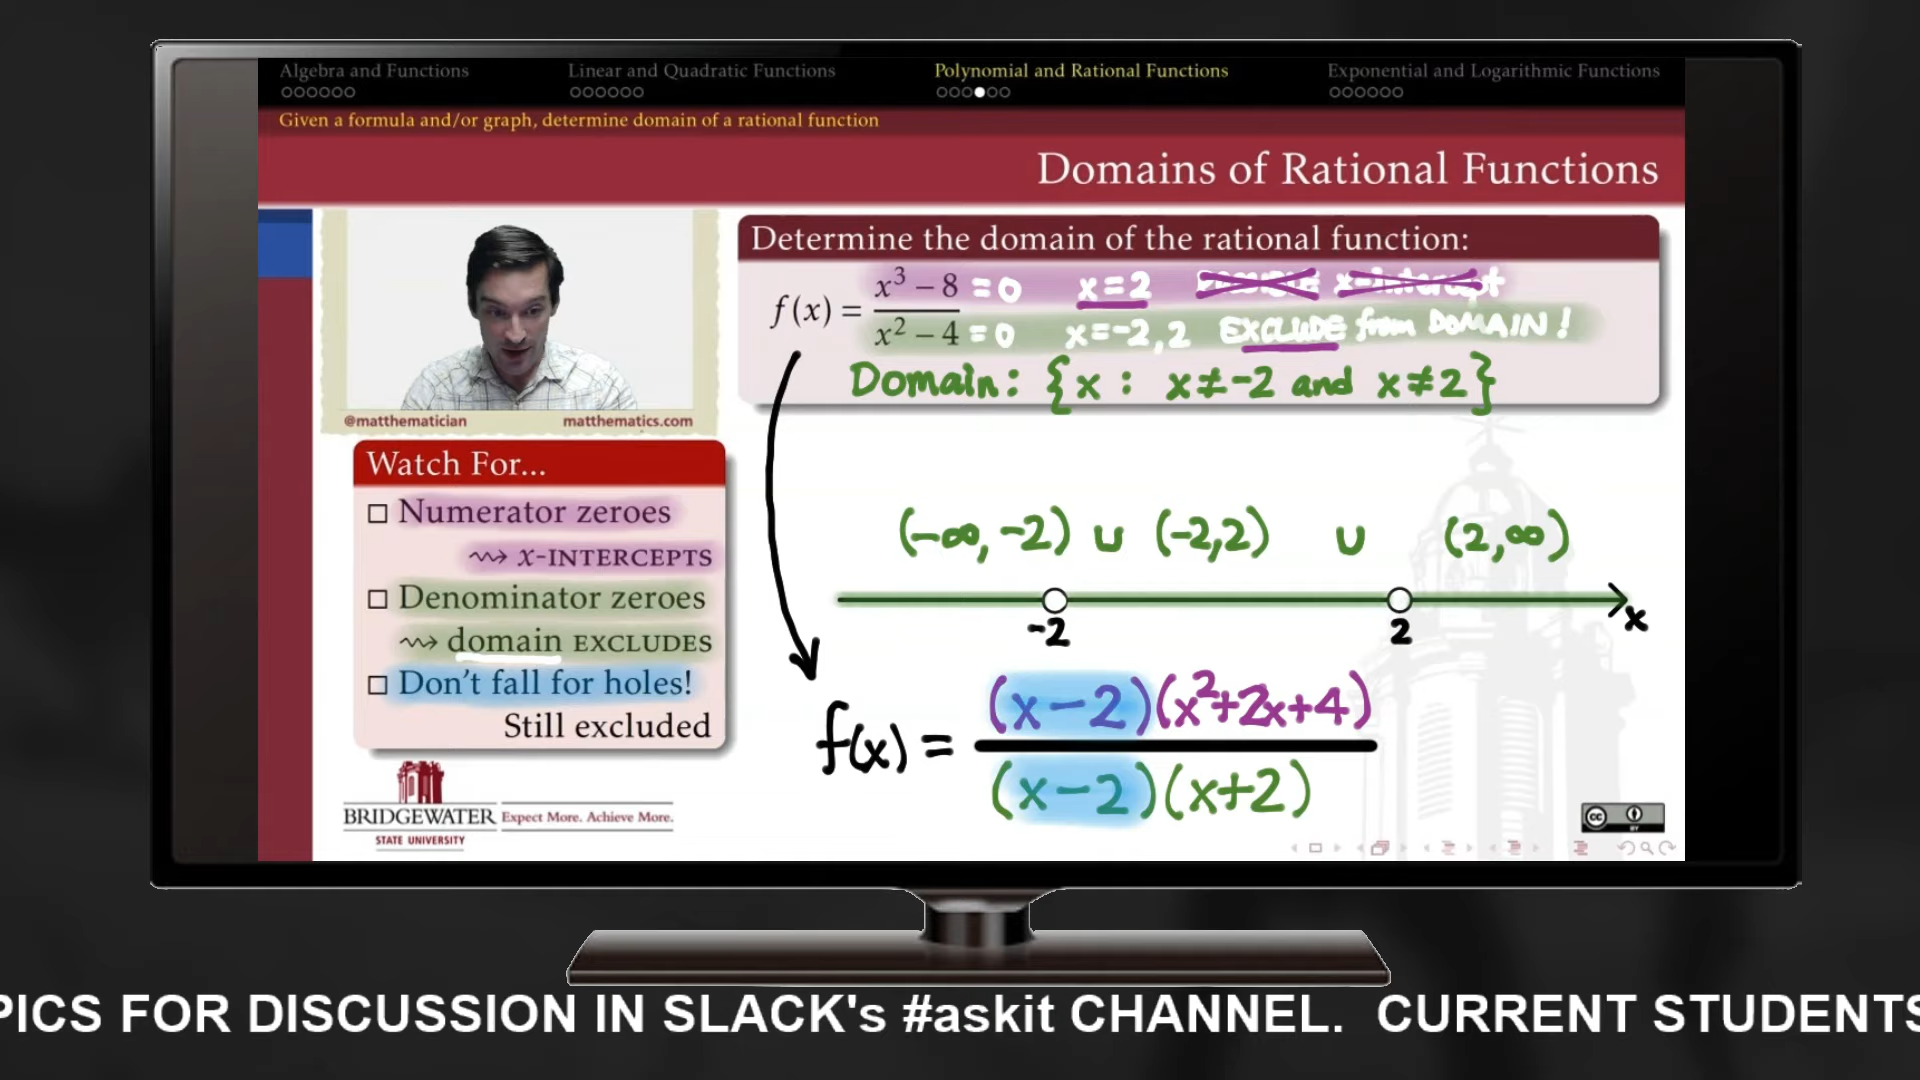 Algebra and Functions
Linear and Quadratic Functions
Polynomial and Rational Functions
Exponential and Logarithmic Functions
Given a formula and/or graph, determine domain of a rational function
Domains of Rational Functions
@matthematician matthematics.com
Determine the domain of the rational function:
f(x) = (x³ − 8)/(x² − 4)
= 0 x=2 x-intercept
= 0 x=-2,2 EXCLUDE from DOMAIN!
Domain: {x : x≠-2 and x≠2}
Watch For...
□ Numerator zeroes
⇝ x-INTERCEPTS
□ Denominator zeroes
⇝ domain EXCLUDES
□ Don't fall for holes!
Still excluded
(-∞,-2) ∪ (-2,2) ∪ (2,∞)
-2 2 x
f(x) = (x-2)(x²+2x+4)
(x-2)(x+2)
BRIDGEWATER
STATE UNIVERSITY
Expect More. Achieve More.
cc BY
PICS FOR DISCUSSION IN SLACK's #askit CHANNEL. CURRENT STUDENTS